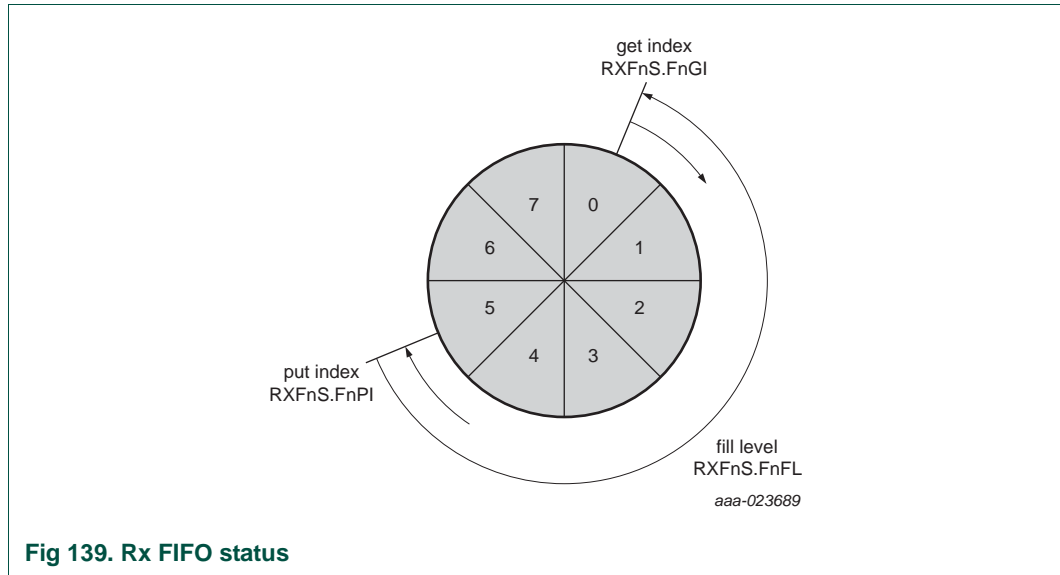 get index
RXFnS.FnGI
7
0
6
1
5
2
4
3
put index
RXFnS.FnPI
fill level
RXFnS.FnFL
aaa-023689
Fig 139. Rx FIFO status